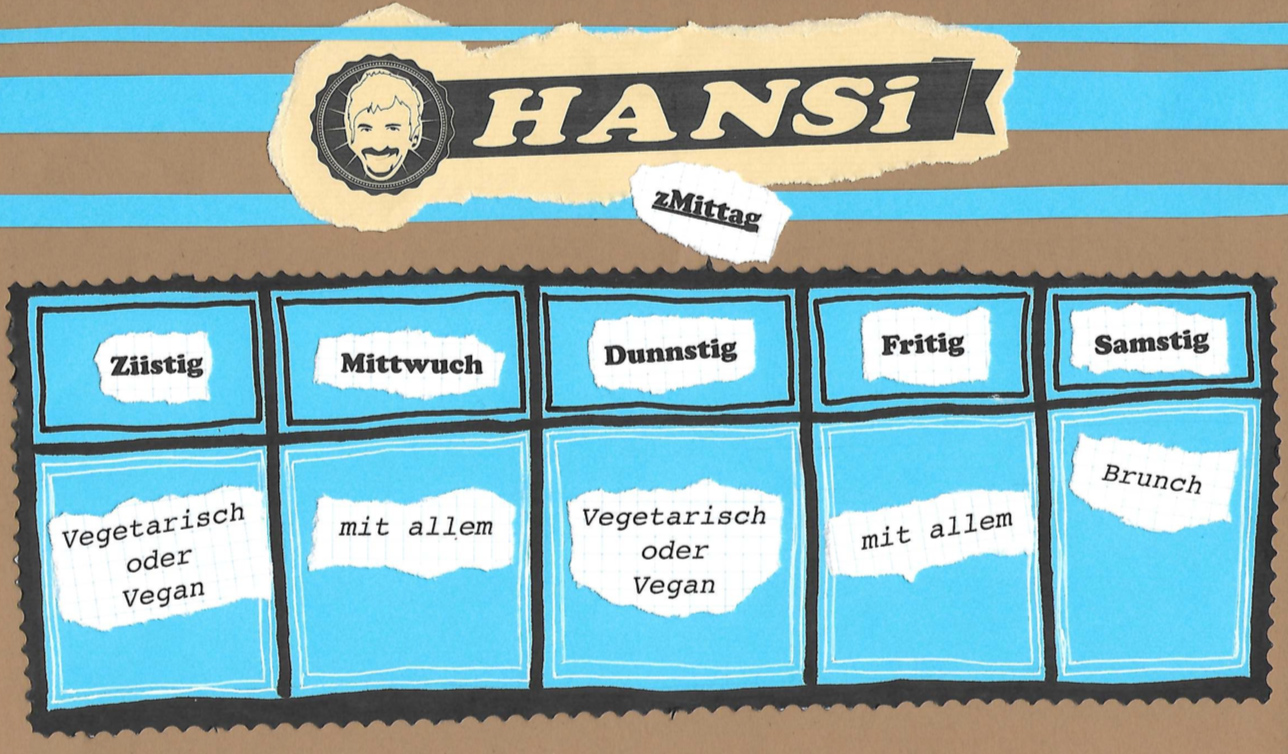 HANSi
zMittag
Ziistig
Mittwuch
Dunnstig
Fritig
Samstig
Vegetarisch
oder
Vegan
mit allem
Vegetarisch
oder
Vegan
mit allem
Brunch